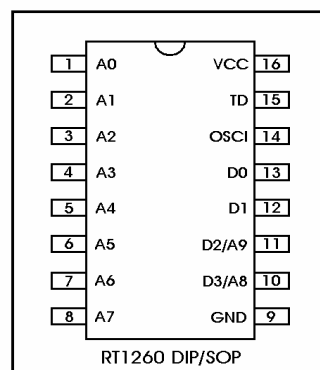 1 A0 VCC 16
2 A1 TD 15
3 A2 OSCI 14
4 A3 D0 13
5 A4 D1 12
6 A5 D2/A9 11
7 A6 D3/A8 10
8 A7 GND 9
RT1260 DIP/SOP